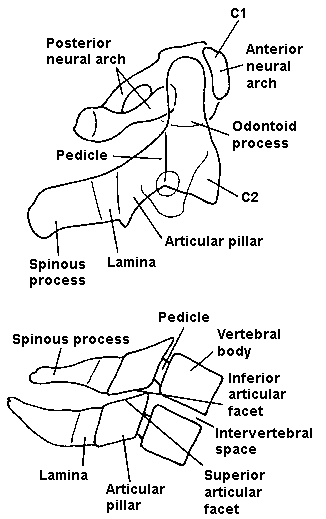 C1
Posterior
neural arch
Anterior
neural
arch
Odontoid
process
Pedicle
C2
Articular pillar
Lamina
Spinous
process
Pedicle
Spinous process
Vertebral
body
Inferior
articular
facet
Intervertebral
space
Lamina
Articular
pillar
Superior
articular
facet